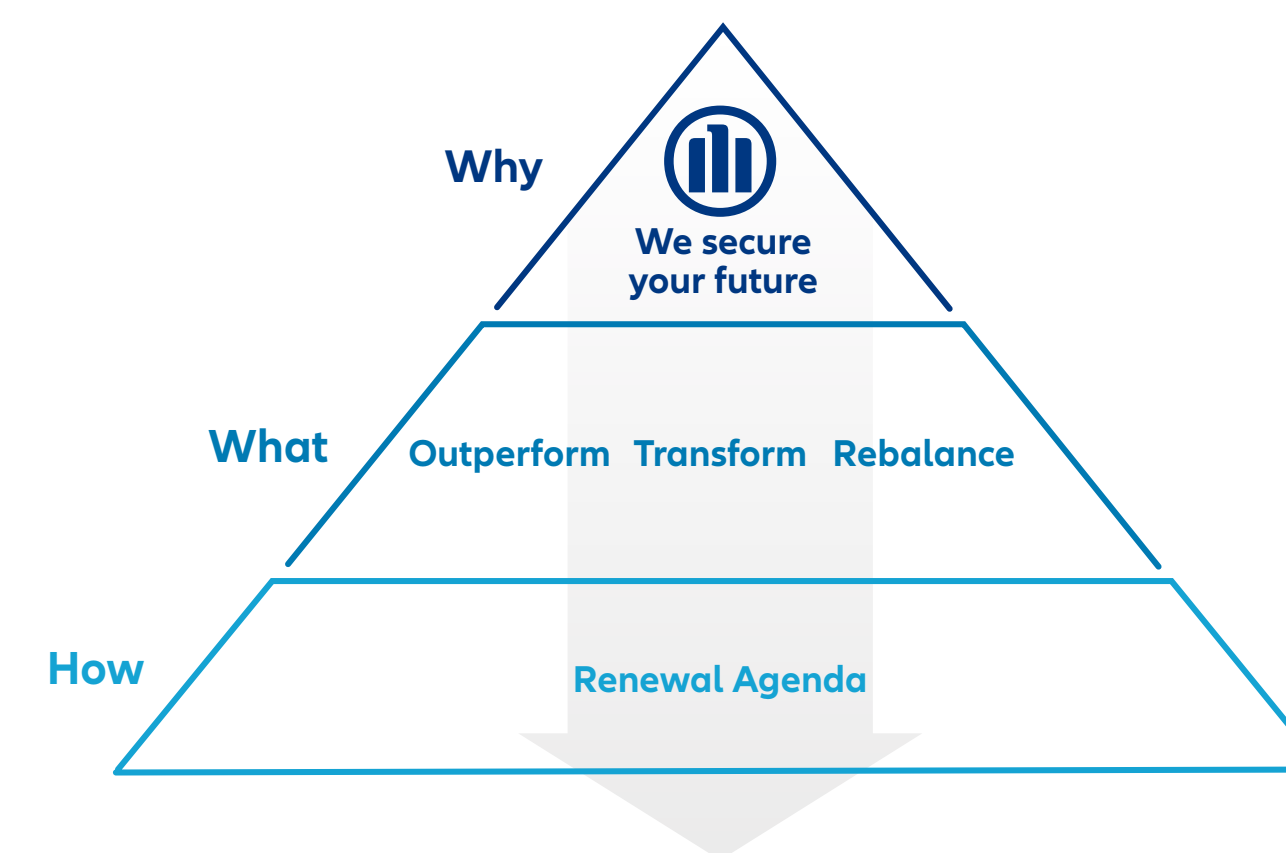 Why
We secure
your future
What
Outperform Transform Rebalance
How
Renewal Agenda